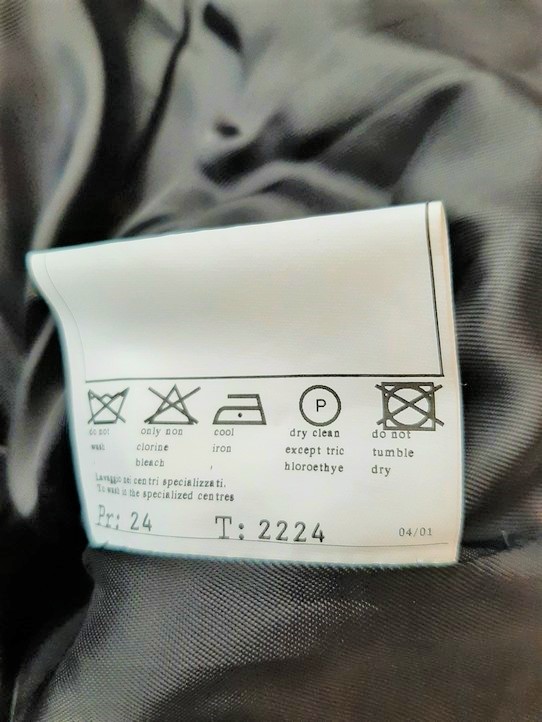 P
do not wash
only non clorine bleach
cool iron
dry clean except tric hloroethye
do not tumble dry
Lavaggio nei centri specializzati.
To wash in the specialized centres
Pr: 24 T: 2224 04/01